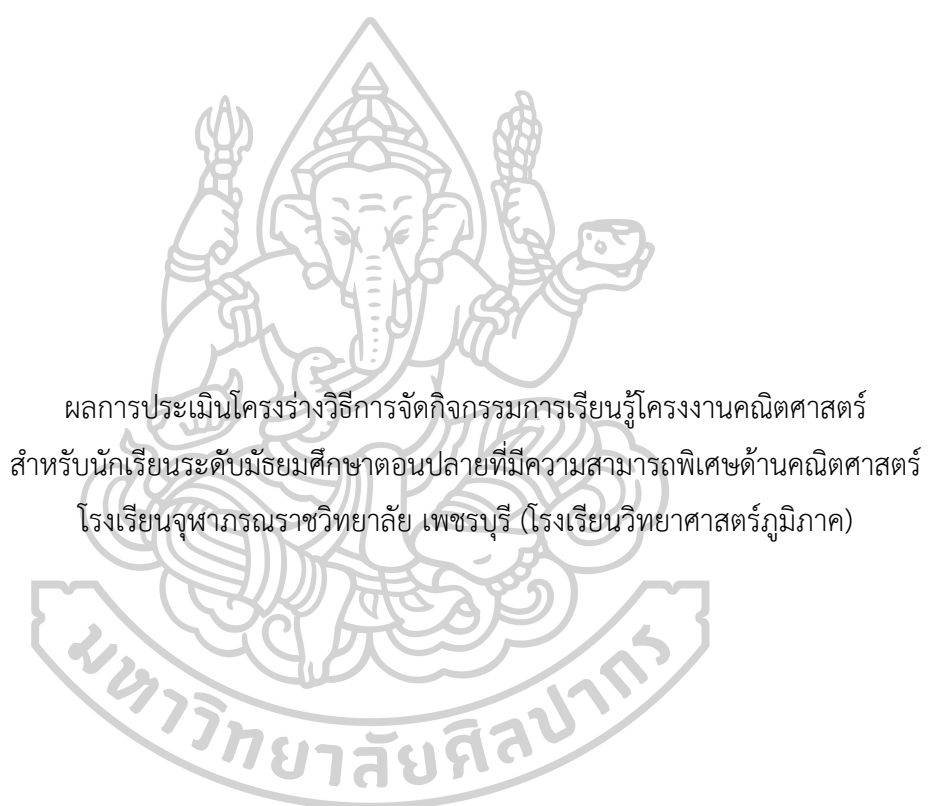 ผลการประเมินโครงร่างวิธีการจัดกิจกรรมการเรียนรู้โครงงานคณิตศาสตร์
สำหรับนักเรียนระดับมัธยมศึกษาตอนปลายที่มีความสามารถพิเศษด้านคณิตศาสตร์
โรงเรียนจุฬาภรณราชวิทยาลัย เพชรบุรี (โรงเรียนวิทยาศาสตร์ภูมิภาค)
มหาวิทยาลัยศิลปากร